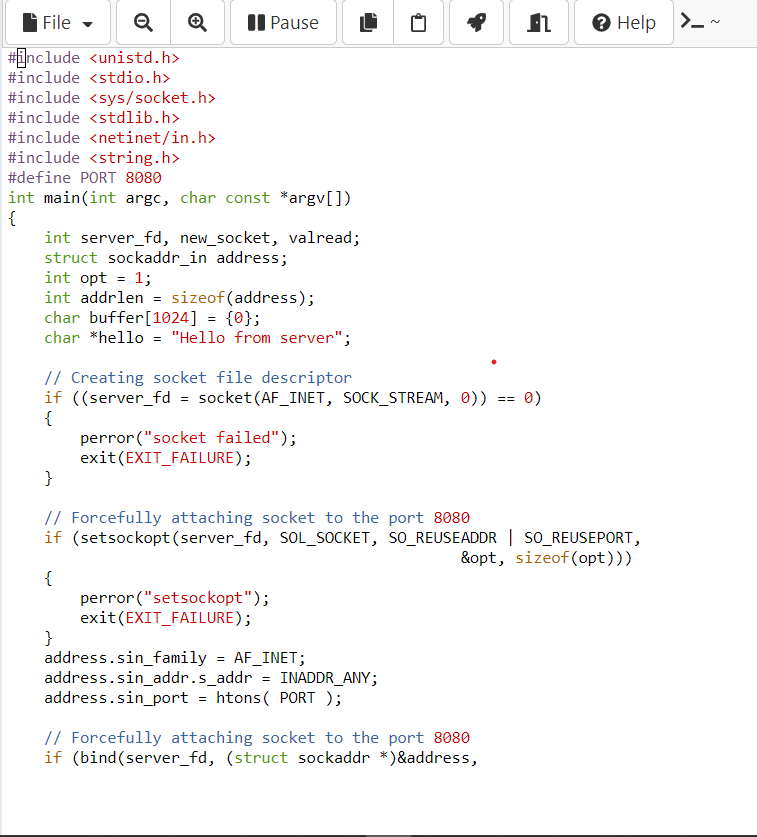 File Pause Help >_ ~
#include <unistd.h>
#include <stdio.h>
#include <sys/socket.h>
#include <stdlib.h>
#include <netinet/in.h>
#include <string.h>
#define PORT 8080
int main(int argc, char const *argv[])
{
    int server_fd, new_socket, valread;
    struct sockaddr_in address;
    int opt = 1;
    int addrlen = sizeof(address);
    char buffer[1024] = {0};
    char *hello = "Hello from server";

    // Creating socket file descriptor
    if ((server_fd = socket(AF_INET, SOCK_STREAM, 0)) == 0)
    {
        perror("socket failed");
        exit(EXIT_FAILURE);
    }

    // Forcefully attaching socket to the port 8080
    if (setsockopt(server_fd, SOL_SOCKET, SO_REUSEADDR | SO_REUSEPORT,
                                                  &opt, sizeof(opt)))
    {
        perror("setsockopt");
        exit(EXIT_FAILURE);
    }
    address.sin_family = AF_INET;
    address.sin_addr.s_addr = INADDR_ANY;
    address.sin_port = htons( PORT );

    // Forcefully attaching socket to the port 8080
    if (bind(server_fd, (struct sockaddr *)&address,